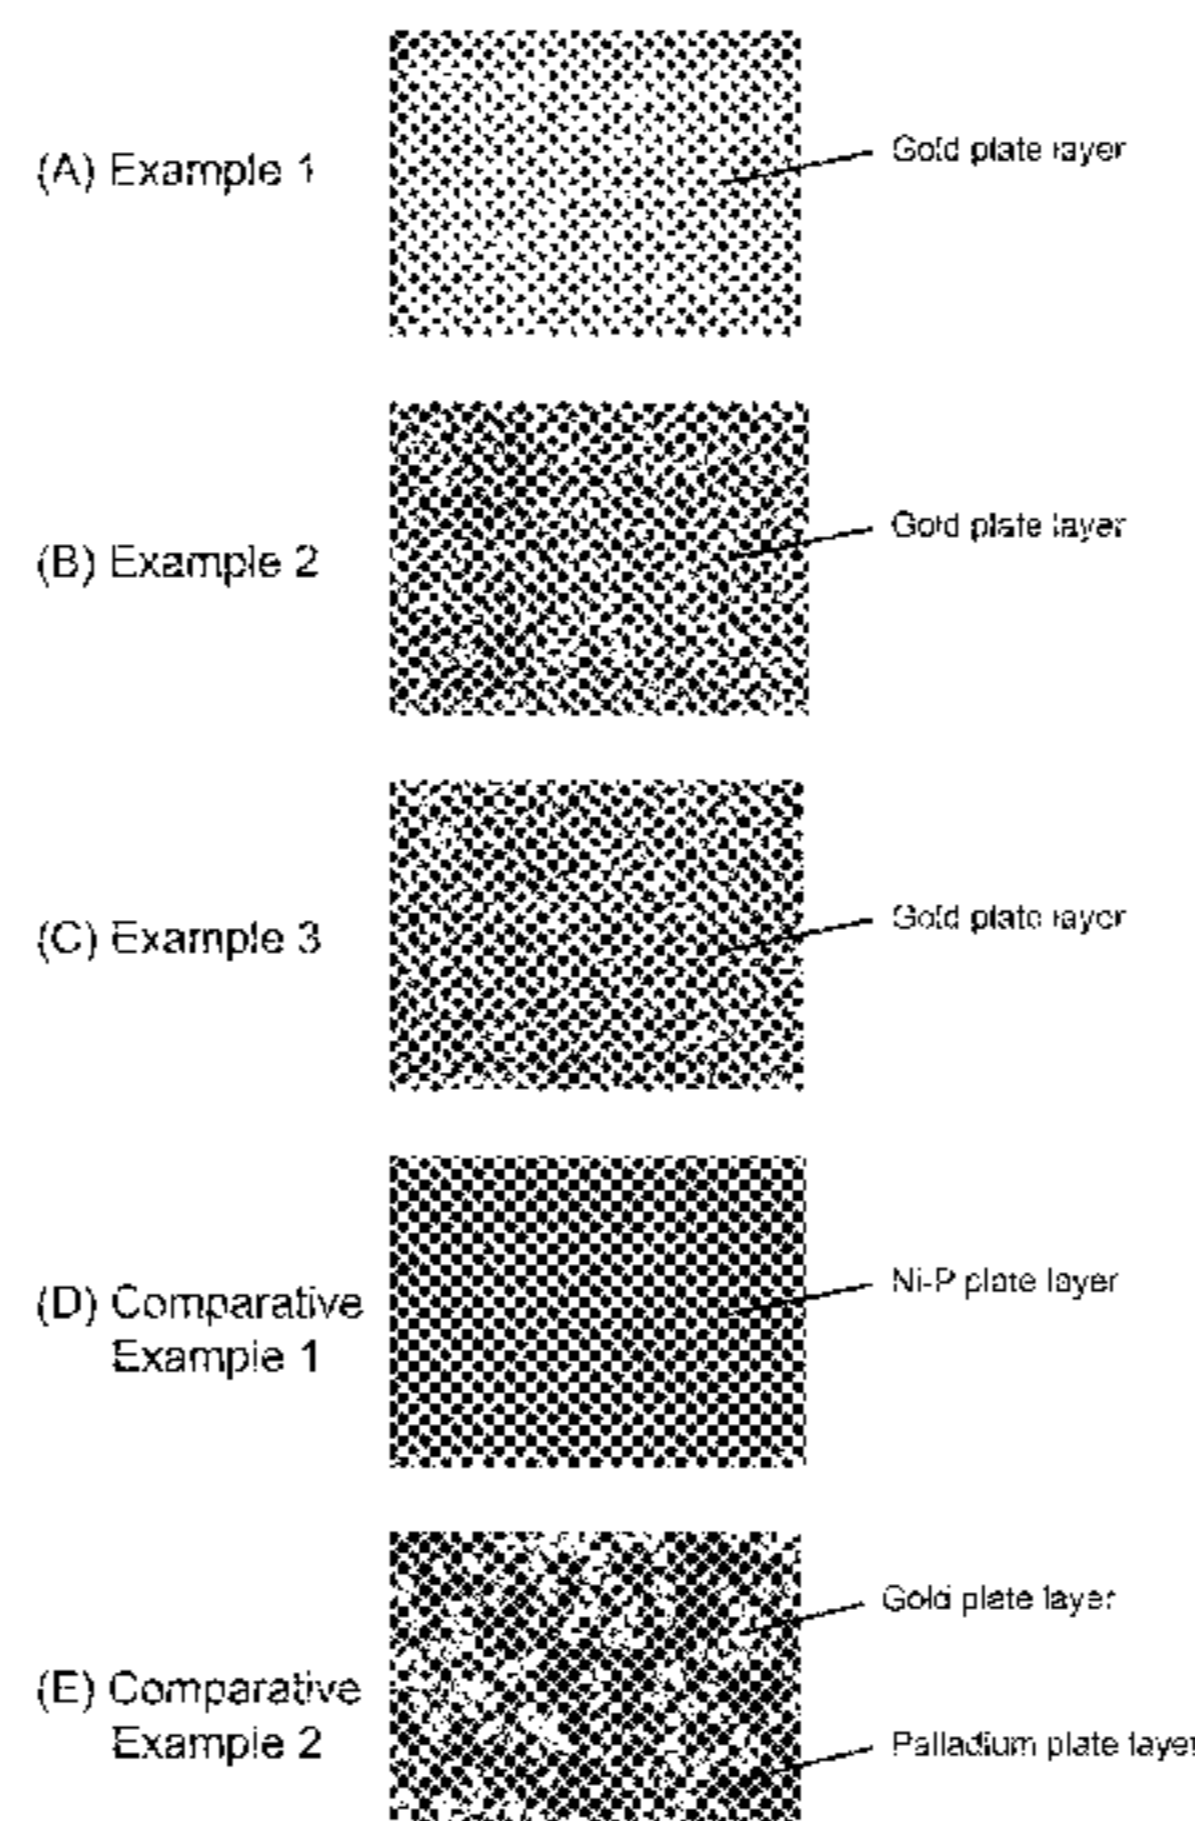 (A) Example 1
Gold plate layer
(B) Example 2
Gold plate layer
(C) Example 3
Gold plate layer
(D) Comparative
Example 1
Ni-P plate layer
(E) Comparative
Example 2
Gold plate layer
Palladium plate layer